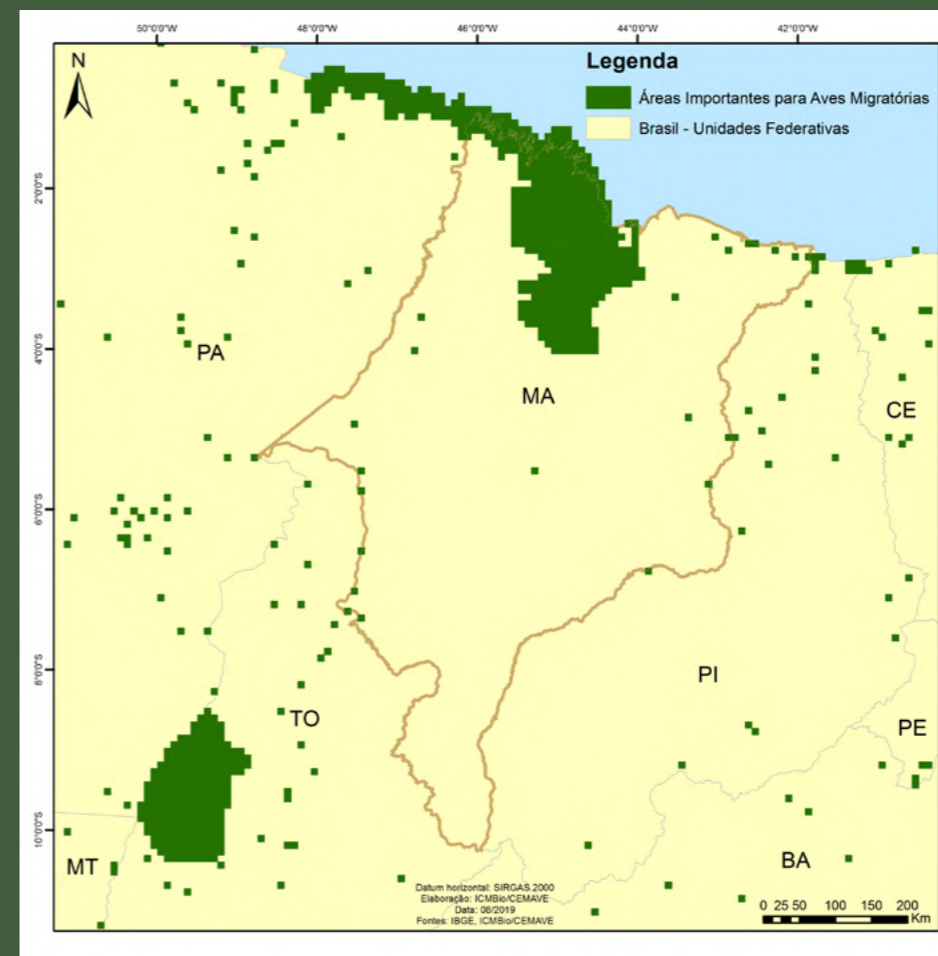 50°0'0"W
48°0'0"W
46°0'0"W
44°0'0"W
42°0'0"W
N
Legenda
Áreas Importantes para Aves Migratórias
Brasil - Unidades Federativas
2°0'0"S
4°0'0"S
6°0'0"S
8°0'0"S
10°0'0"S
PA
MA
CE
PI
TO
PE
MT
BA
Datum horizontal: SIRGAS 2000
Elaboração: ICMBio/CEMAVE
Data: 06/2019
Fontes: IBGE, ICMBio/CEMAVE
0 25 50 100 150 200
Km